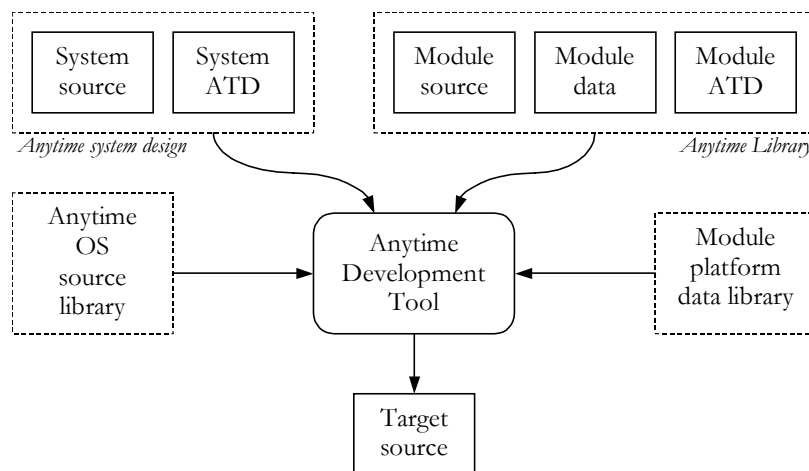 System
source
System
ATD
Module
source
Module
data
Module
ATD
Anytime system design
Anytime Library
Anytime
OS
source
library
Anytime
Development
Tool
Module
platform
data library
Target
source